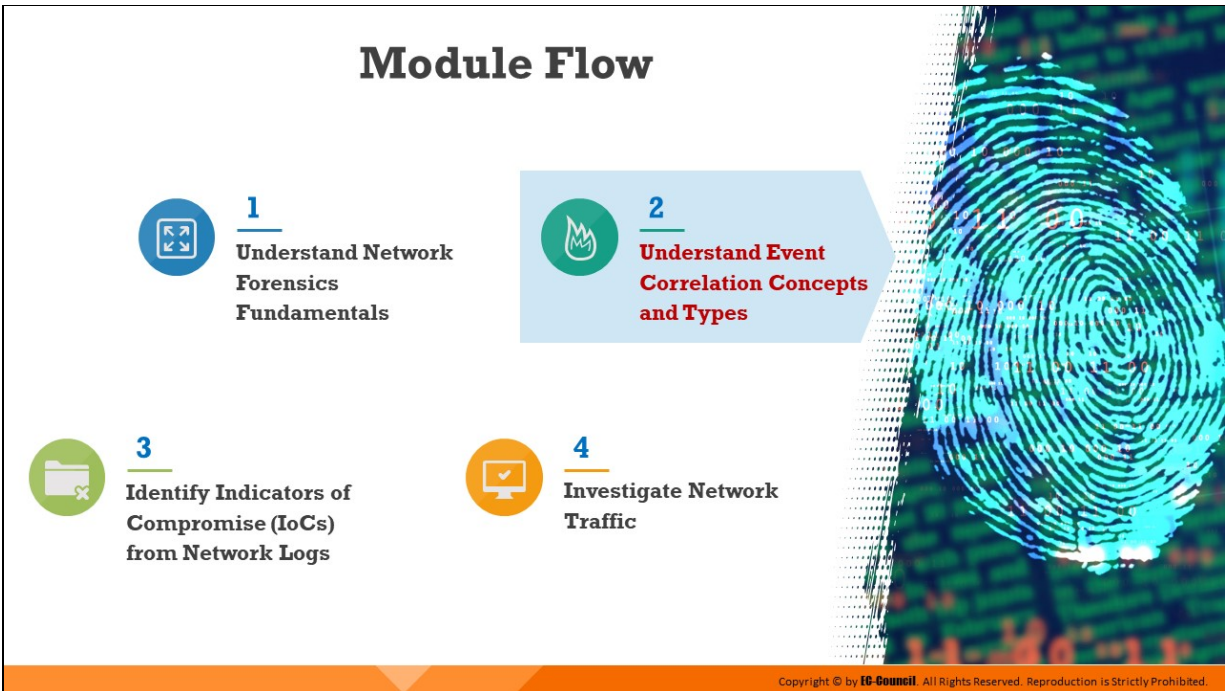 Module Flow
1
Understand Network
Forensics
Fundamentals
2
Understand Event
Correlation Concepts
and Types
3
Identify Indicators of
Compromise (IoCs)
from Network Logs
4
Investigate Network
Traffic
Copyright © by EC-Council. All Rights Reserved. Reproduction is Strictly Prohibited.